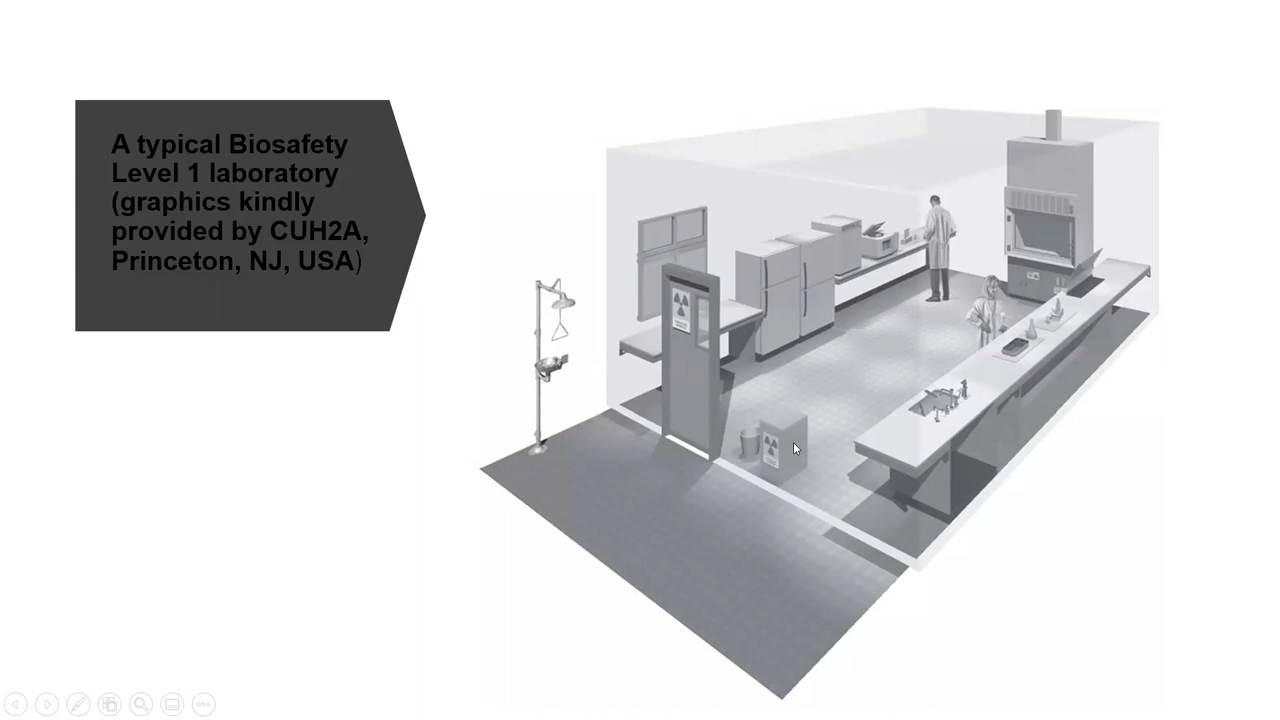 A typical Biosafety
Level 1 laboratory
(graphics kindly
provided by CUH2A,
Princeton, NJ, USA)